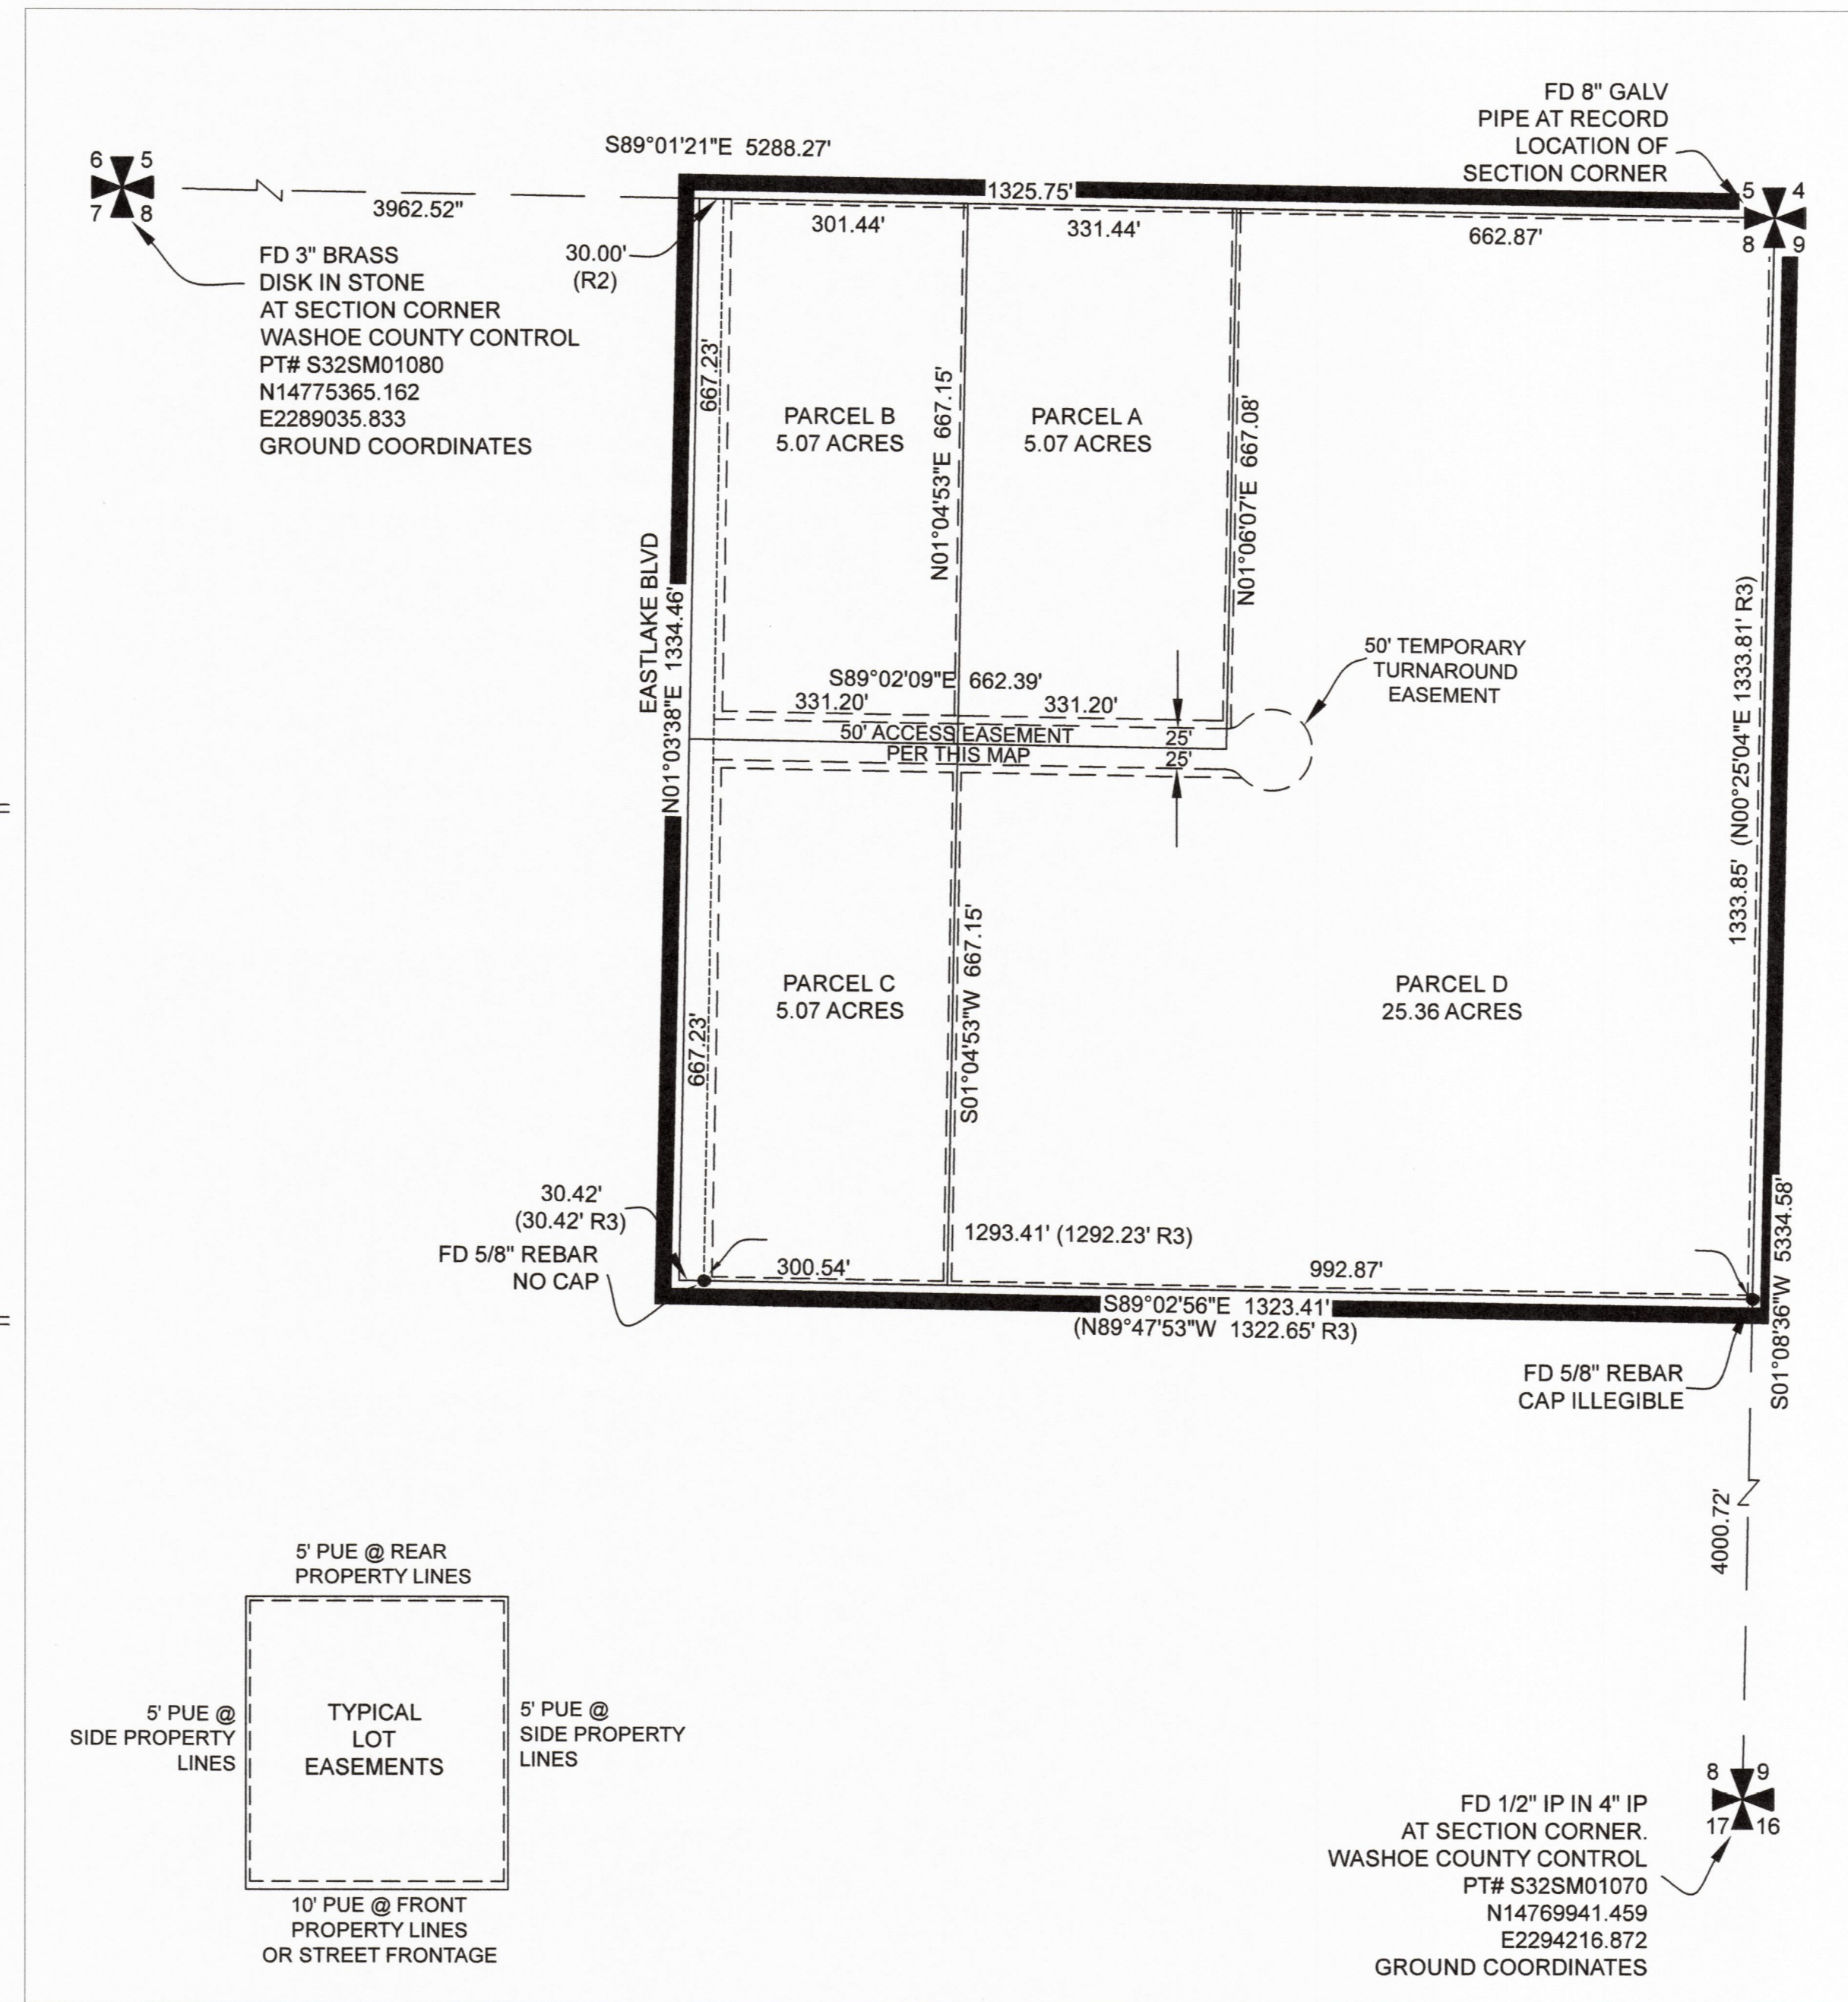 FD 8" GALV
PIPE AT RECORD
LOCATION OF
SECTION CORNER
S89°01'21"E 5288.27'
6 5
7 8
3962.52"
1325.75'
5 4
8 9
301.44'
331.44'
662.87'
30.00'
(R2)
FD 3" BRASS
DISK IN STONE
AT SECTION CORNER
WASHOE COUNTY CONTROL
PT# S32SM01080
N14775365.162
E2289035.833
GROUND COORDINATES
667.23'
PARCEL B
5.07 ACRES
N01°04'53"E 667.15'
PARCEL A
5.07 ACRES
N01°06'07"E 667.08'
EASTLAKE BLVD
N01°03'38"E 1334.46'
1333.85' (N00°25'04"E 1333.81' R3)
50' TEMPORARY
TURNAROUND
EASEMENT
S89°02'09"E 662.39'
331.20'
331.20'
50' ACCESS EASEMENT
PER THIS MAP
25'
25'
667.23'
PARCEL C
5.07 ACRES
S01°04'53"W 667.15'
PARCEL D
25.36 ACRES
30.42'
(30.42' R3)
FD 5/8" REBAR
NO CAP
1293.41' (1292.23' R3)
300.54'
992.87'
S89°02'56"E 1323.41'
(N89°47'53"W 1322.65' R3)
S01°08'36"W 5334.58'
FD 5/8" REBAR
CAP ILLEGIBLE
4000.72'
5' PUE @ REAR
PROPERTY LINES
5' PUE @
SIDE PROPERTY
LINES
TYPICAL
LOT
EASEMENTS
5' PUE @
SIDE PROPERTY
LINES
10' PUE @ FRONT
PROPERTY LINES
OR STREET FRONTAGE
8 9
17 16
FD 1/2" IP IN 4" IP
AT SECTION CORNER.
WASHOE COUNTY CONTROL
PT# S32SM01070
N14769941.459
E2294216.872
GROUND COORDINATES